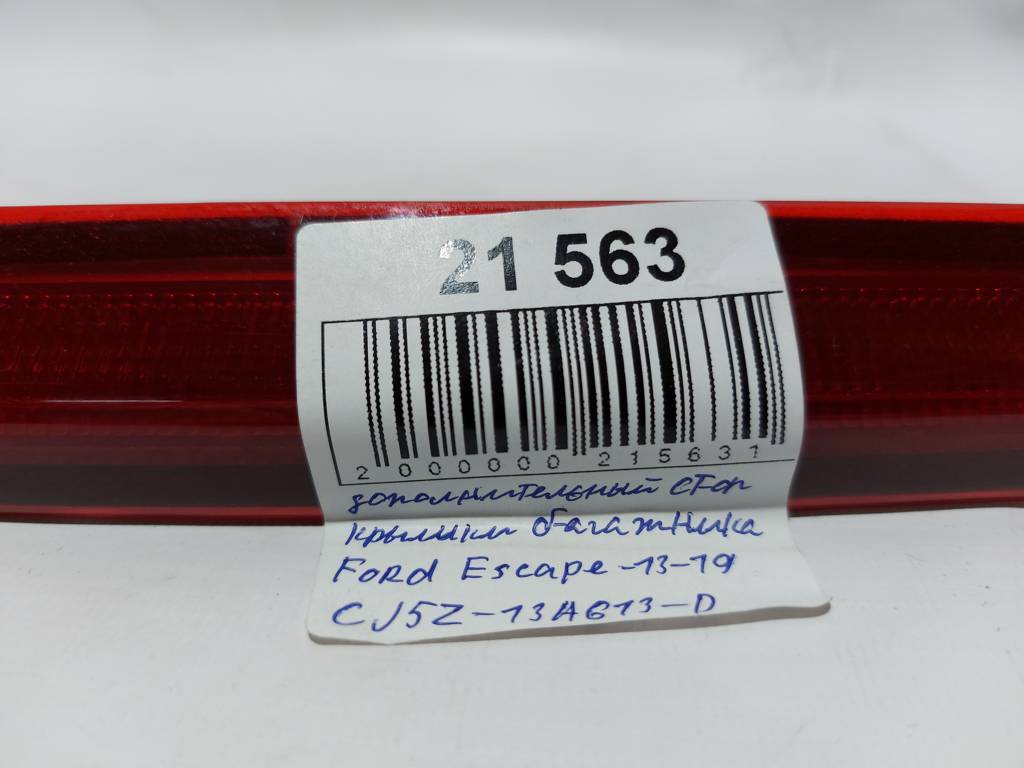 21 563
2 000000 215631
дополнительный стоп
крышки багажника
Ford Escape-13-19
CJ5Z-13A613-D